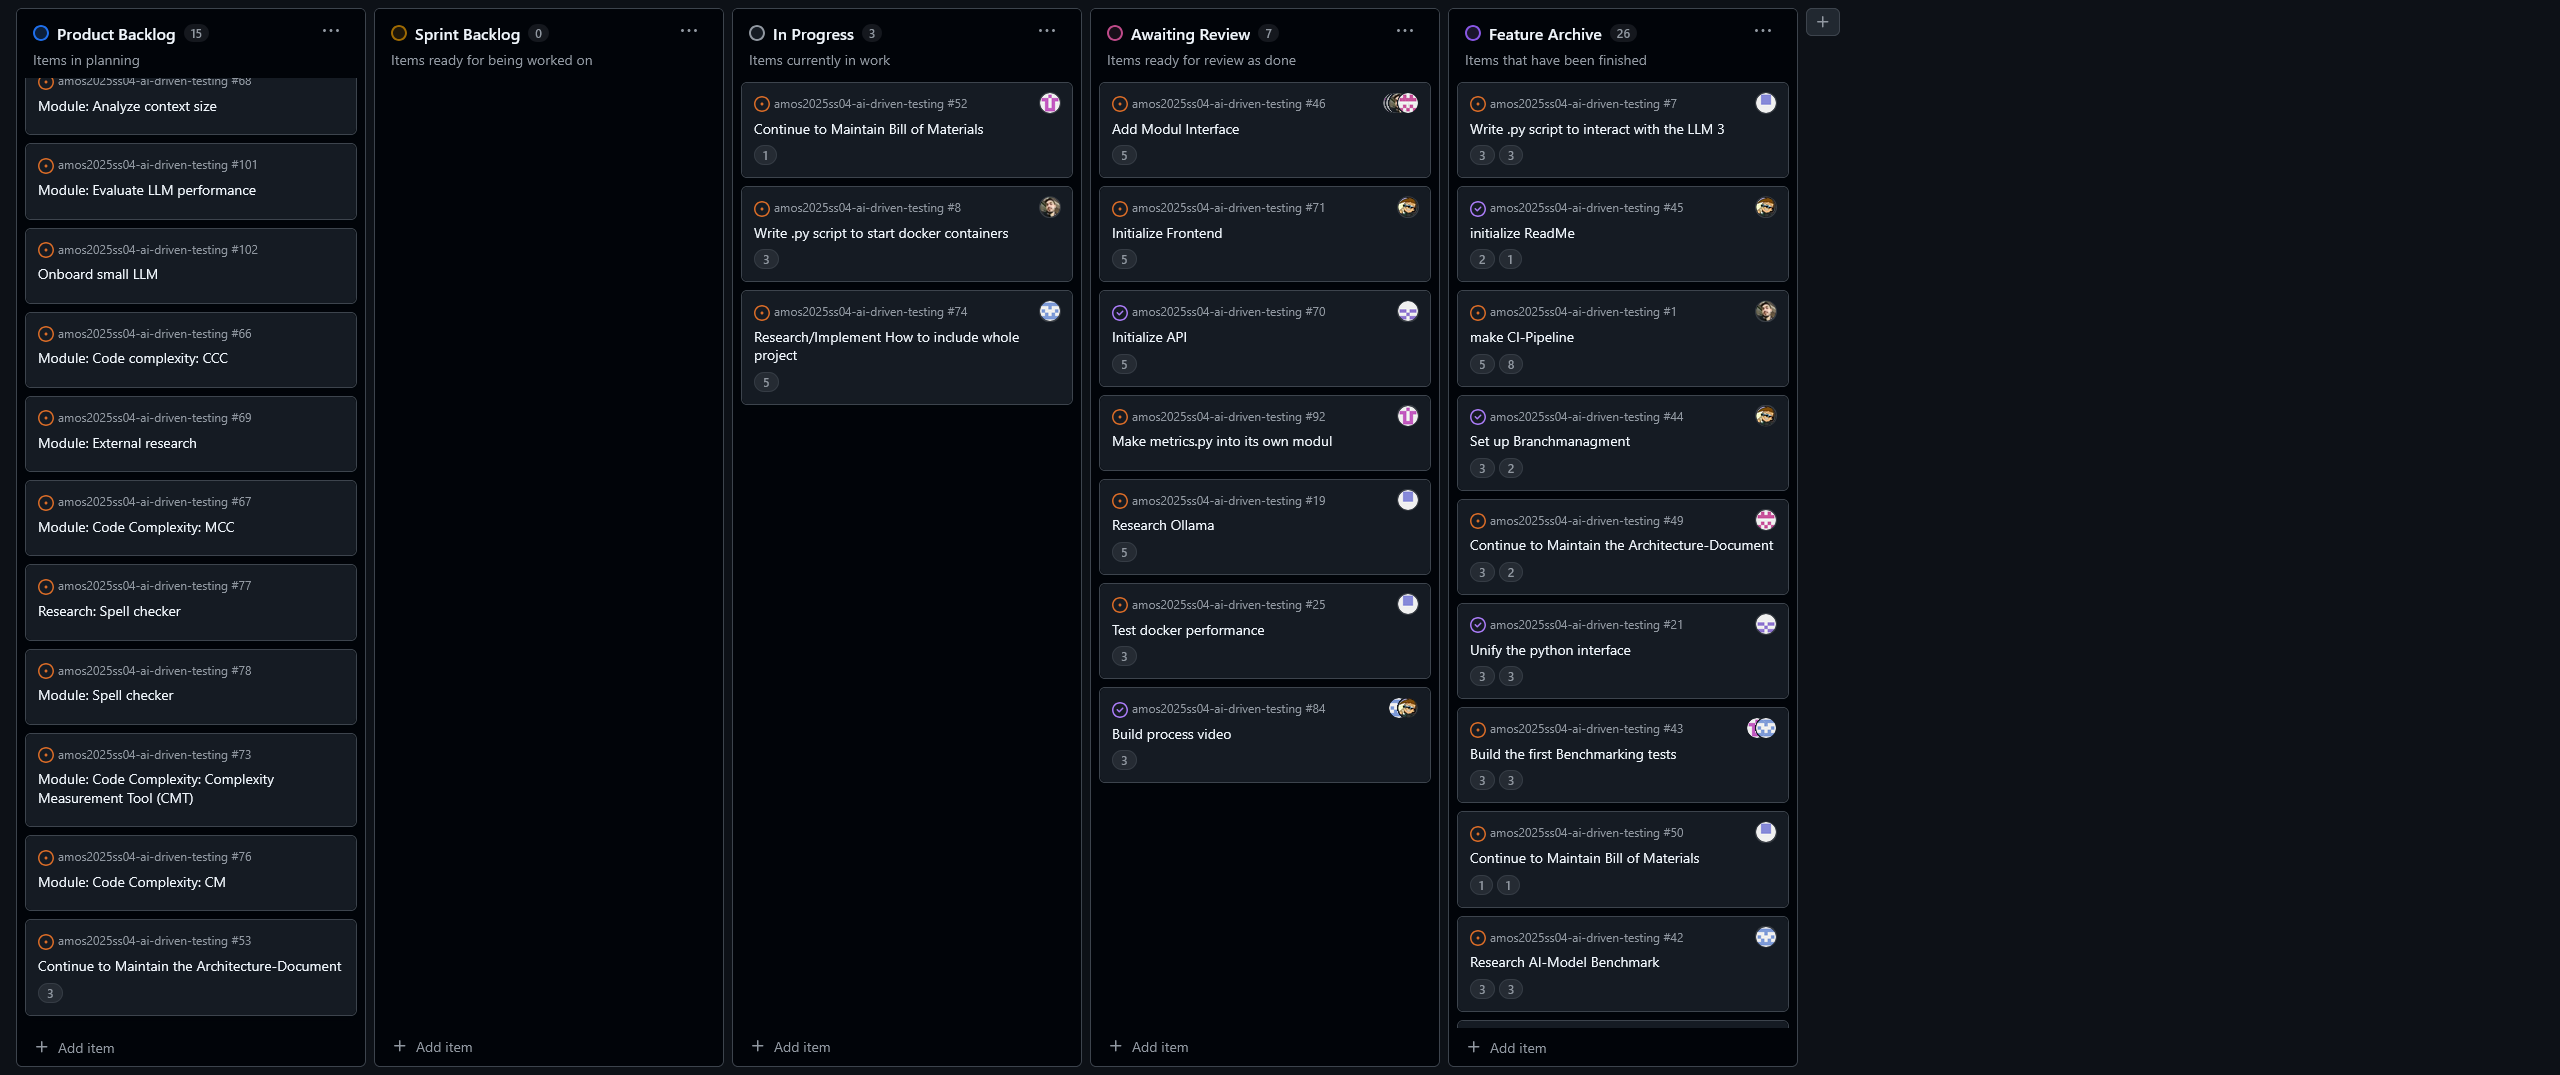 Product Backlog 15
Items in planning
amos2025ss04-ai-driven-testing #68
Module: Analyze context size
amos2025ss04-ai-driven-testing #101
Module: Evaluate LLM performance
amos2025ss04-ai-driven-testing #102
Onboard small LLM
amos2025ss04-ai-driven-testing #66
Module: Code complexity: CCC
amos2025ss04-ai-driven-testing #69
Module: External research
amos2025ss04-ai-driven-testing #67
Module: Code Complexity: MCC
amos2025ss04-ai-driven-testing #77
Research: Spell checker
amos2025ss04-ai-driven-testing #78
Module: Spell checker
amos2025ss04-ai-driven-testing #73
Module: Code Complexity: Complexity
Measurement Tool (CMT)
amos2025ss04-ai-driven-testing #76
Module: Code Complexity: CM
amos2025ss04-ai-driven-testing #53
Continue to Maintain the Architecture-Document
3
+ Add item
Sprint Backlog 0
Items ready for being worked on
+ Add item
In Progress 3
Items currently in work
amos2025ss04-ai-driven-testing #52
Continue to Maintain Bill of Materials
1
amos2025ss04-ai-driven-testing #8
Write .py script to start docker containers
3
amos2025ss04-ai-driven-testing #74
Research/Implement How to include whole
project
5
+ Add item
Awaiting Review 7
Items ready for review as done
amos2025ss04-ai-driven-testing #46
Add Modul Interface
5
amos2025ss04-ai-driven-testing #71
Initialize Frontend
5
amos2025ss04-ai-driven-testing #70
Initialize API
5
amos2025ss04-ai-driven-testing #92
Make metrics.py into its own modul
amos2025ss04-ai-driven-testing #19
Research Ollama
5
amos2025ss04-ai-driven-testing #25
Test docker performance
3
amos2025ss04-ai-driven-testing #84
Build process video
3
+ Add item
Feature Archive 26
Items that have been finished
amos2025ss04-ai-driven-testing #7
Write .py script to interact with the LLM 3
3 3
amos2025ss04-ai-driven-testing #45
initialize ReadMe
2 1
amos2025ss04-ai-driven-testing #1
make CI-Pipeline
5 8
amos2025ss04-ai-driven-testing #44
Set up Branchmanagment
3 2
amos2025ss04-ai-driven-testing #49
Continue to Maintain the Architecture-Document
3 2
amos2025ss04-ai-driven-testing #21
Unify the python interface
3 3
amos2025ss04-ai-driven-testing #43
Build the first Benchmarking tests
3 3
amos2025ss04-ai-driven-testing #50
Continue to Maintain Bill of Materials
1 1
amos2025ss04-ai-driven-testing #42
Research AI-Model Benchmark
3 3
+ Add item